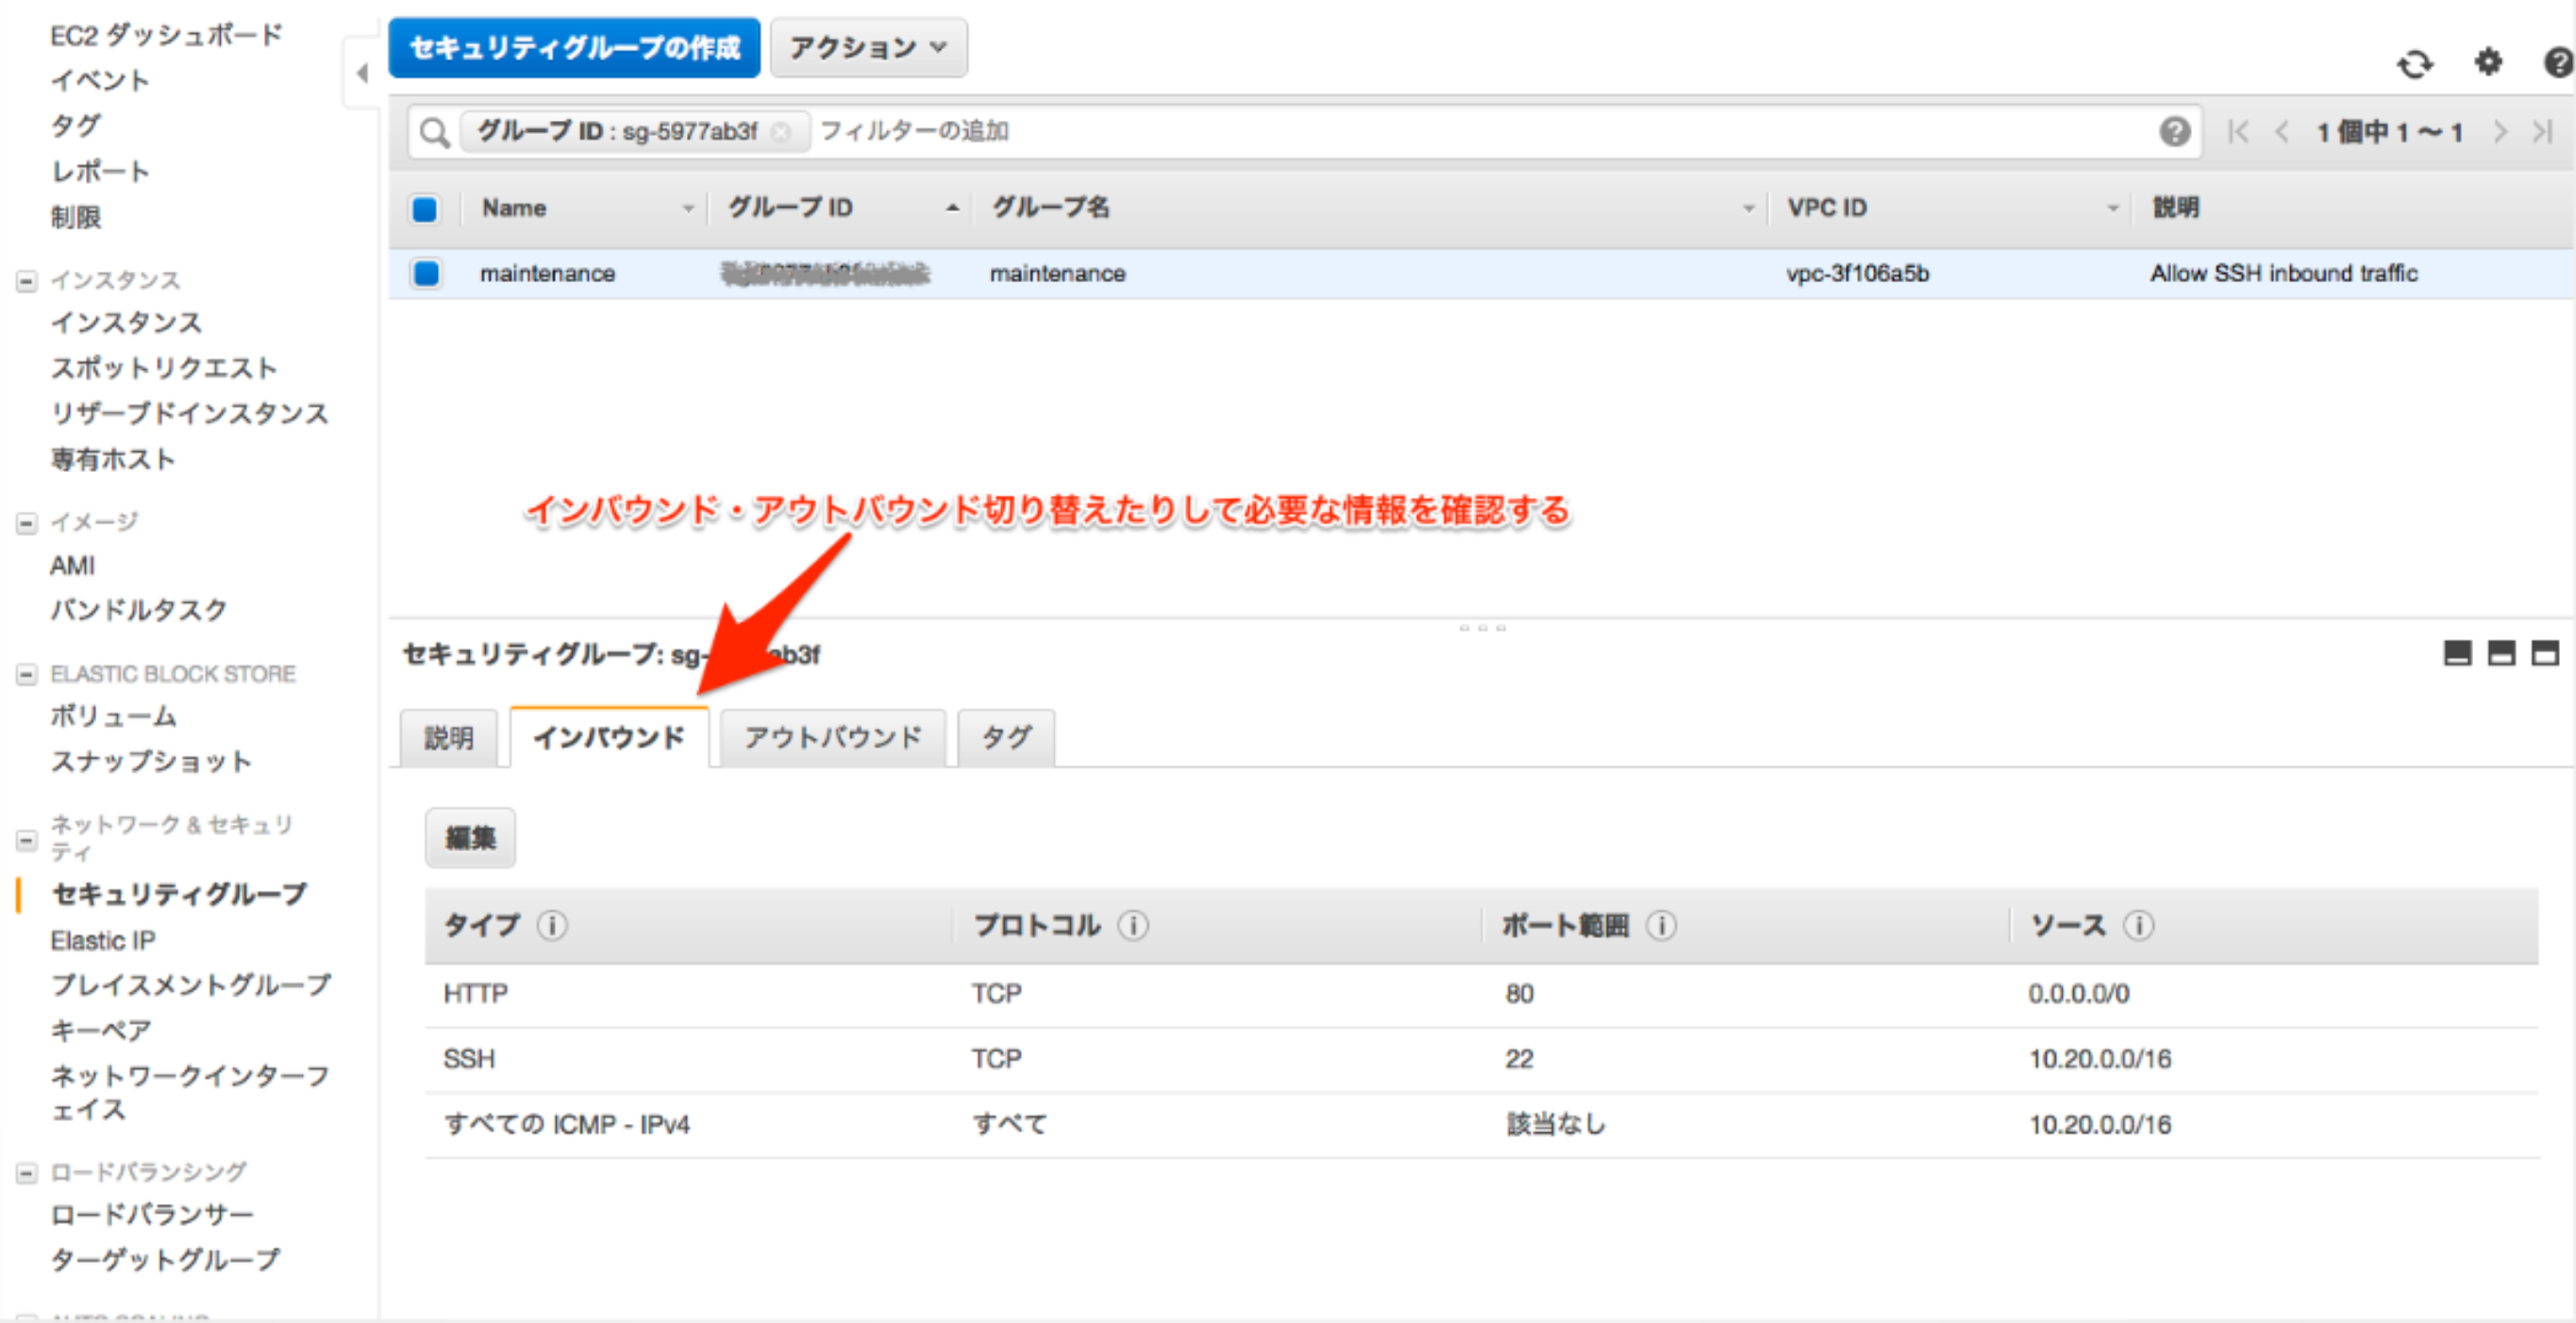 EC2 ダッシュボード
イベント
タグ
レポート
制限
インスタンス
インスタンス
スポットリクエスト
リザーブドインスタンス
専有ホスト
イメージ
AMI
バンドルタスク
ELASTIC BLOCK STORE
ボリューム
スナップショット
ネットワーク & セキュリ
ティ
セキュリティグループ
Elastic IP
プレイスメントグループ
キーペア
ネットワークインターフ
ェイス
ロードバランシング
ロードバランサー
ターゲットグループ
セキュリティグループの作成 アクション
グループ ID : sg-5977ab3f フィルターの追加 1 個中 1 ～ 1
Name グループ ID グループ名 VPC ID 説明
maintenance maintenance vpc-3f106a5b Allow SSH inbound traffic
インバウンド・アウトバウンド切り替えたりして必要な情報を確認する
セキュリティグループ: sg- ab3f
説明 インバウンド アウトバウンド タグ
編集
タイプ プロトコル ポート範囲 ソース
HTTP TCP 80 0.0.0.0/0
SSH TCP 22 10.20.0.0/16
すべての ICMP - IPv4 すべて 該当なし 10.20.0.0/16